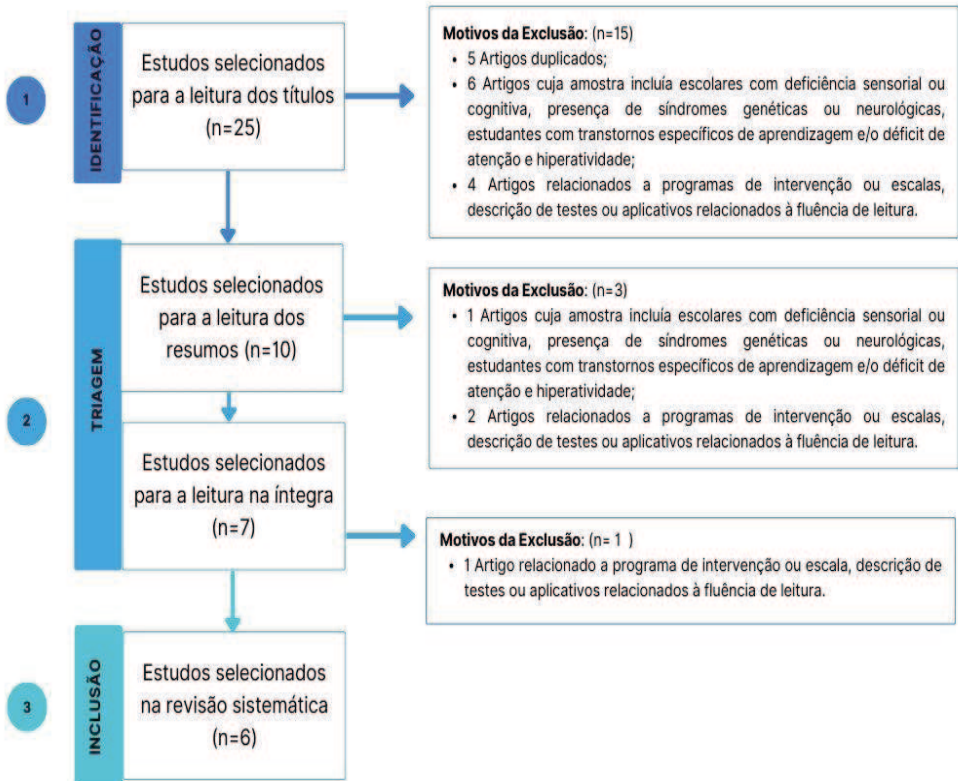 1
IDENTIFICAÇÃO
Estudos selecionados
para a leitura dos títulos
(n=25)
Motivos da Exclusão: (n=15)
• 5 Artigos duplicados;
• 6 Artigos cuja amostra incluía escolares com deficiência sensorial ou
cognitiva, presença de síndromes genéticas ou neurológicas,
estudantes com transtornos específicos de aprendizagem e/o déficit de
atenção e hiperatividade;
• 4 Artigos relacionados a programas de intervenção ou escalas,
descrição de testes ou aplicativos relacionados à fluência de leitura.
2
TRIAGEM
Estudos selecionados
para a leitura dos
resumos (n=10)
Motivos da Exclusão: (n=3)
• 1 Artigos cuja amostra incluía escolares com deficiência sensorial ou
cognitiva, presença de síndromes genéticas ou neurológicas,
estudantes com transtornos específicos de aprendizagem e/o déficit de
atenção e hiperatividade;
• 2 Artigos relacionados a programas de intervenção ou escalas,
descrição de testes ou aplicativos relacionados à fluência de leitura.
Estudos selecionados
para a leitura na íntegra
(n=7)
Motivos da Exclusão: (n= 1 )
• 1 Artigo relacionado a programa de intervenção ou escala, descrição de
testes ou aplicativos relacionados à fluência de leitura.
3
INCLUSÃO
Estudos selecionados
na revisão sistemática
(n=6)